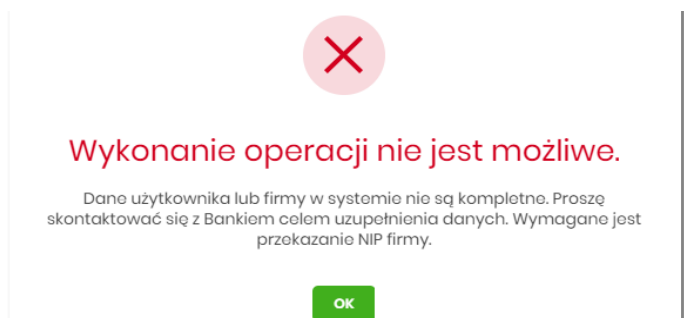 Wykonanie operacji nie jest możliwe.
Dane użytkownika lub firmy w systemie nie są kompletne. Proszę
skontaktować się z Bankiem celem uzupełnienia danych. Wymagane jest
przekazanie NIP firmy.
OK